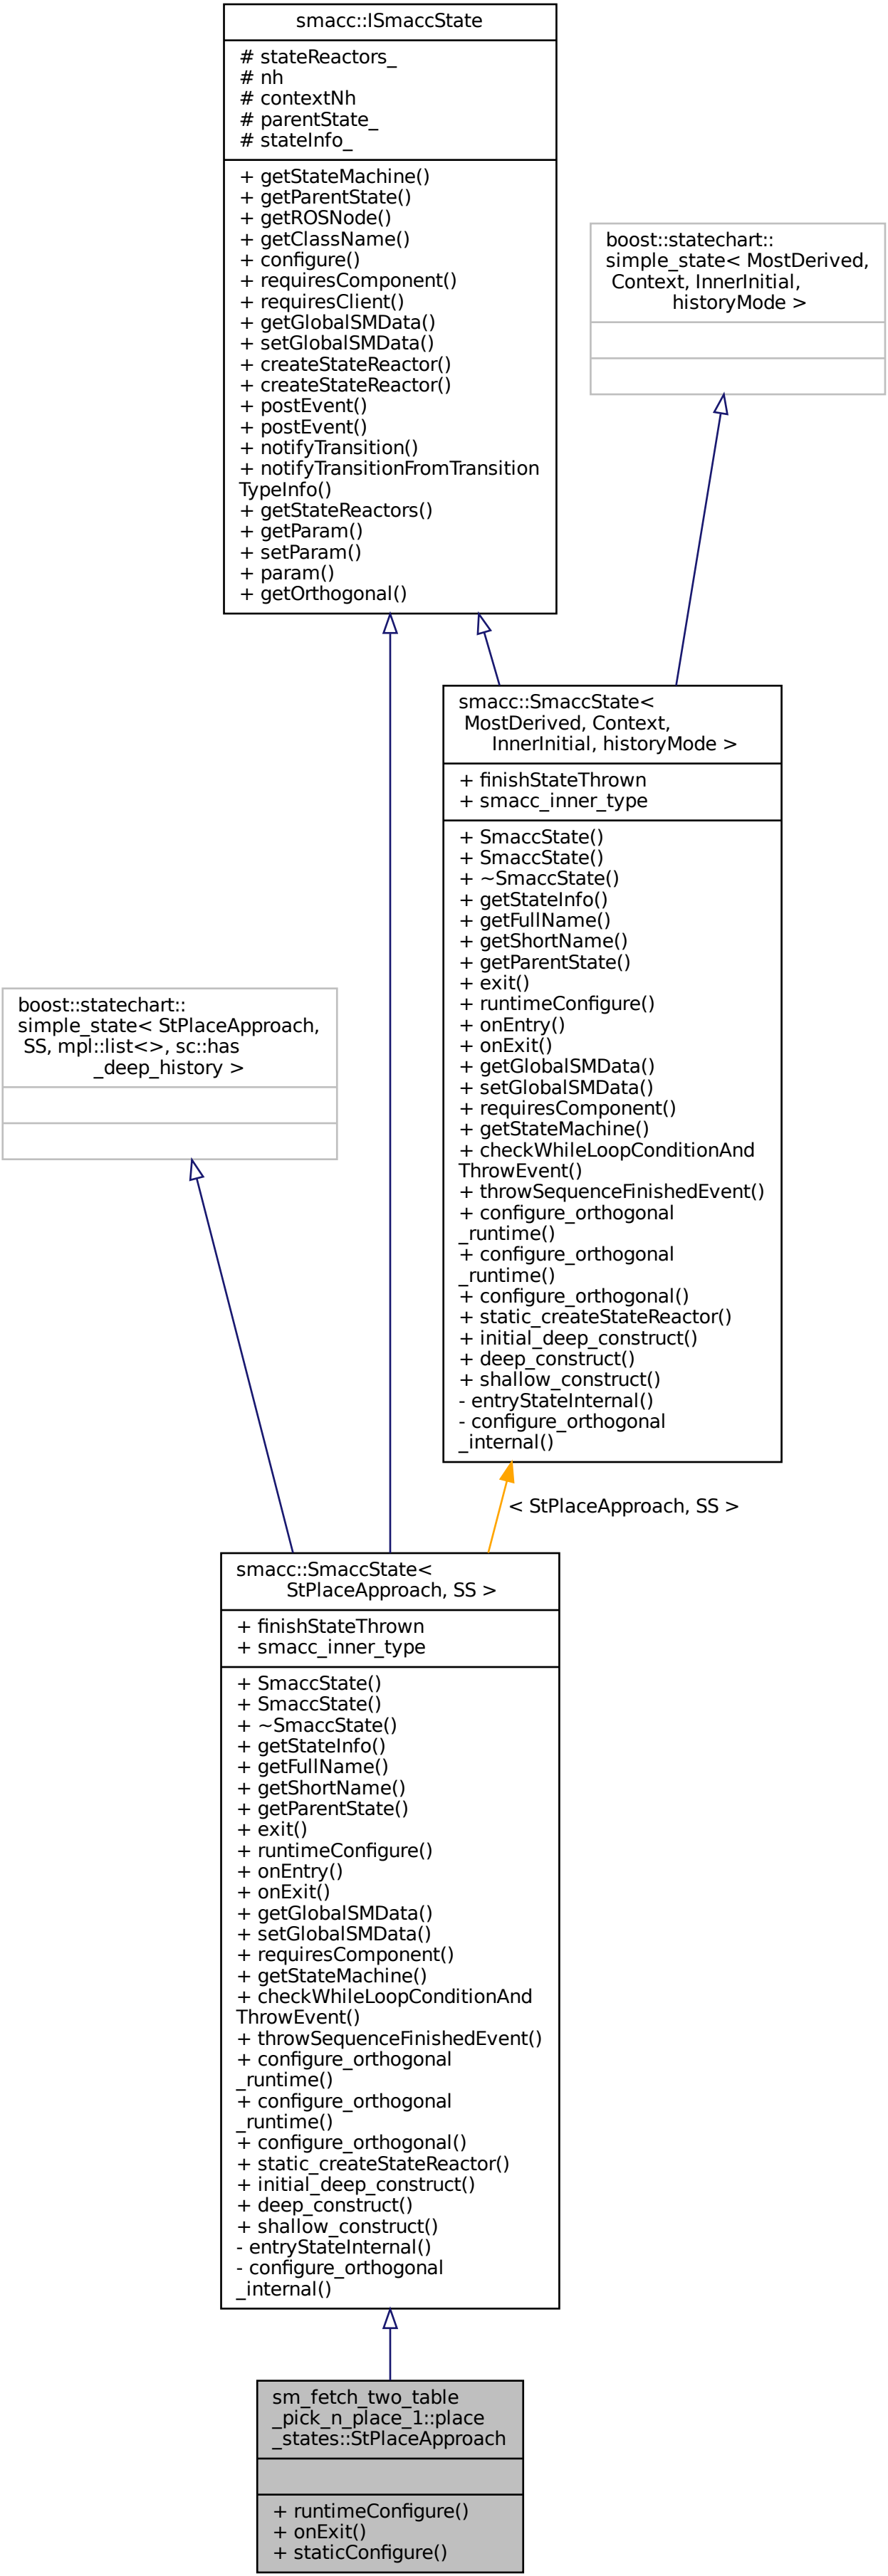 smacc::ISmaccState
# stateReactors_
# nh
# contextNh
# parentState_
# stateInfo_
+ getStateMachine()
+ getParentState()
+ getROSNode()
+ getClassName()
+ configure()
+ requiresComponent()
+ requiresClient()
+ getGlobalSMData()
+ setGlobalSMData()
+ createStateReactor()
+ createStateReactor()
+ postEvent()
+ postEvent()
+ notifyTransition()
+ notifyTransitionFromTransition
TypeInfo()
+ getStateReactors()
+ getParam()
+ setParam()
+ param()
+ getOrthogonal()
boost::statechart::
simple_state< MostDerived,
Context, InnerInitial,
historyMode >
smacc::SmaccState<
MostDerived, Context,
InnerInitial, historyMode >
+ finishStateThrown
+ smacc_inner_type
+ SmaccState()
+ SmaccState()
+ ~SmaccState()
+ getStateInfo()
+ getFullName()
+ getShortName()
+ getParentState()
+ exit()
+ runtimeConfigure()
+ onEntry()
+ onExit()
+ getGlobalSMData()
+ setGlobalSMData()
+ requiresComponent()
+ getStateMachine()
+ checkWhileLoopConditionAnd
ThrowEvent()
+ throwSequenceFinishedEvent()
+ configure_orthogonal
_runtime()
+ configure_orthogonal
_runtime()
+ configure_orthogonal()
+ static_createStateReactor()
+ initial_deep_construct()
+ deep_construct()
+ shallow_construct()
- entryStateInternal()
- configure_orthogonal
_internal()
boost::statechart::
simple_state< StPlaceApproach,
SS, mpl::list<>, sc::has
_deep_history >
< StPlaceApproach, SS >
smacc::SmaccState<
StPlaceApproach, SS >
+ finishStateThrown
+ smacc_inner_type
+ SmaccState()
+ SmaccState()
+ ~SmaccState()
+ getStateInfo()
+ getFullName()
+ getShortName()
+ getParentState()
+ exit()
+ runtimeConfigure()
+ onEntry()
+ onExit()
+ getGlobalSMData()
+ setGlobalSMData()
+ requiresComponent()
+ getStateMachine()
+ checkWhileLoopConditionAnd
ThrowEvent()
+ throwSequenceFinishedEvent()
+ configure_orthogonal
_runtime()
+ configure_orthogonal
_runtime()
+ configure_orthogonal()
+ static_createStateReactor()
+ initial_deep_construct()
+ deep_construct()
+ shallow_construct()
- entryStateInternal()
- configure_orthogonal
_internal()
sm_fetch_two_table
_pick_n_place_1::place
_states::StPlaceApproach
+ runtimeConfigure()
+ onExit()
+ staticConfigure()